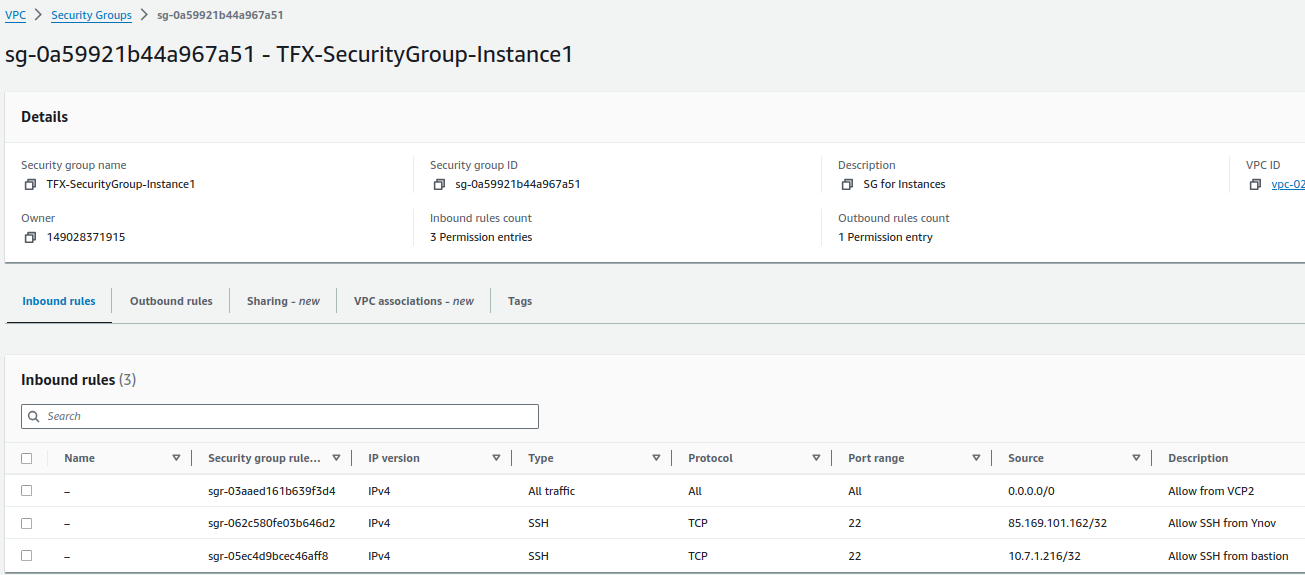 VPC > Security Groups > sg-0a59921b44a967a51
sg-0a59921b44a967a51 - TFX-SecurityGroup-Instance1
Details
Security group name Security group ID Description VPC ID
TFX-SecurityGroup-Instance1 sg-0a59921b44a967a51 SG for Instances vpc-02
Owner Inbound rules count Outbound rules count
149028371915 3 Permission entries 1 Permission entry
Inbound rules Outbound rules Sharing - new VPC associations - new Tags
Inbound rules (3)
Search
Name Security group rule... IP version Type Protocol Port range Source Description
– sgr-03aaed161b639f3d4 IPv4 All traffic All All 0.0.0.0/0 Allow from VCP2
– sgr-062c580fe03b646d2 IPv4 SSH TCP 22 85.169.101.162/32 Allow SSH from Ynov
– sgr-05ec4d9bcec46aff8 IPv4 SSH TCP 22 10.7.1.216/32 Allow SSH from bastion